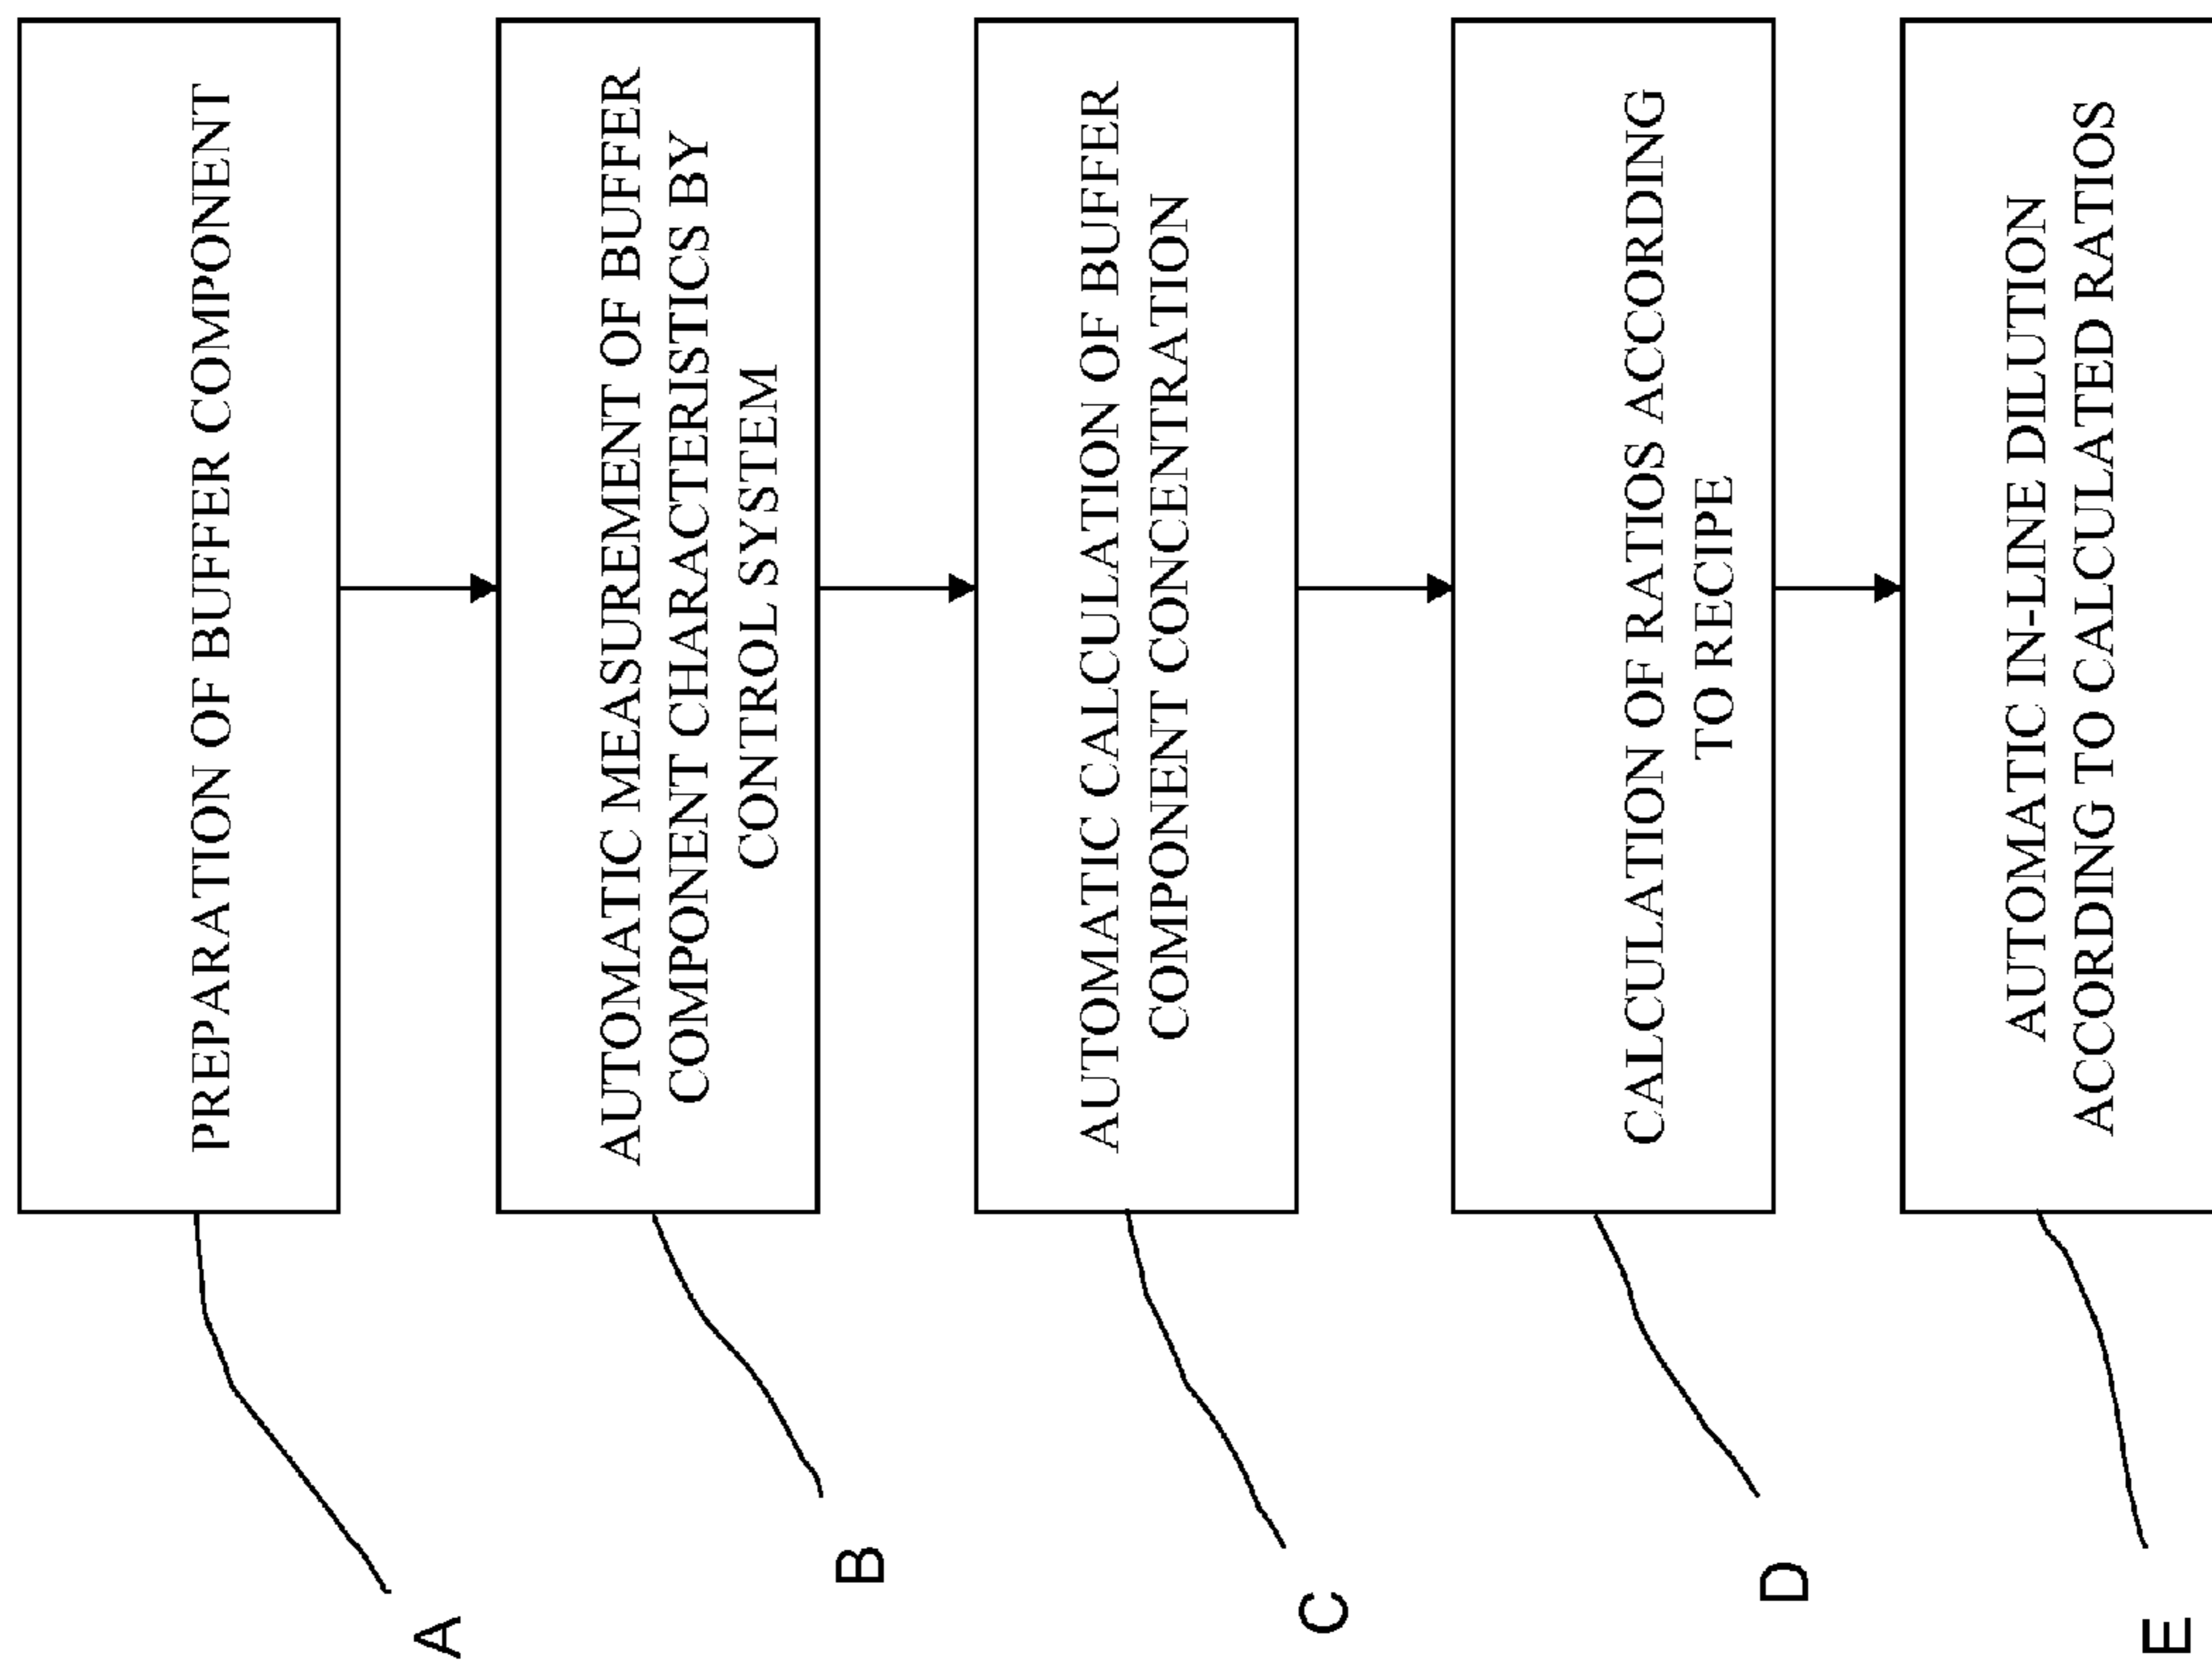 PREPARATION OF BUFFER COMPONENT
A
AUTOMATIC MEASUREMENT OF BUFFER
COMPONENT CHARACTERISTICS BY
CONTROL SYSTEM
B
AUTOMATIC CALCULATION OF BUFFER
COMPONENT CONCENTRATION
C
CALCULATION OF RATIOS ACCORDING
TO RECIPE
D
AUTOMATIC IN-LINE DILUTION
ACCORDING TO CALCULATED RATIOS
E